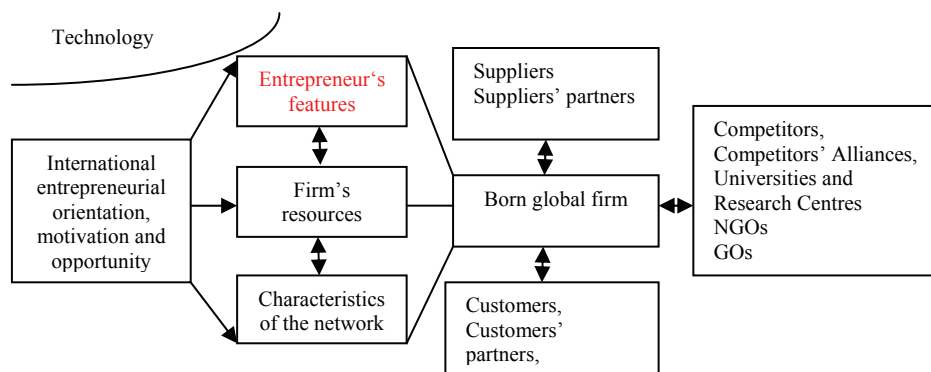 Technology
Entrepreneur‘s
features
Suppliers
Suppliers’ partners
International
entrepreneurial
orientation,
motivation and
opportunity
Firm’s
resources
Born global firm
Competitors,
Competitors’ Alliances,
Universities and
Research Centres
NGOs
GOs
Characteristics
of the network
Customers,
Customers’
partners,